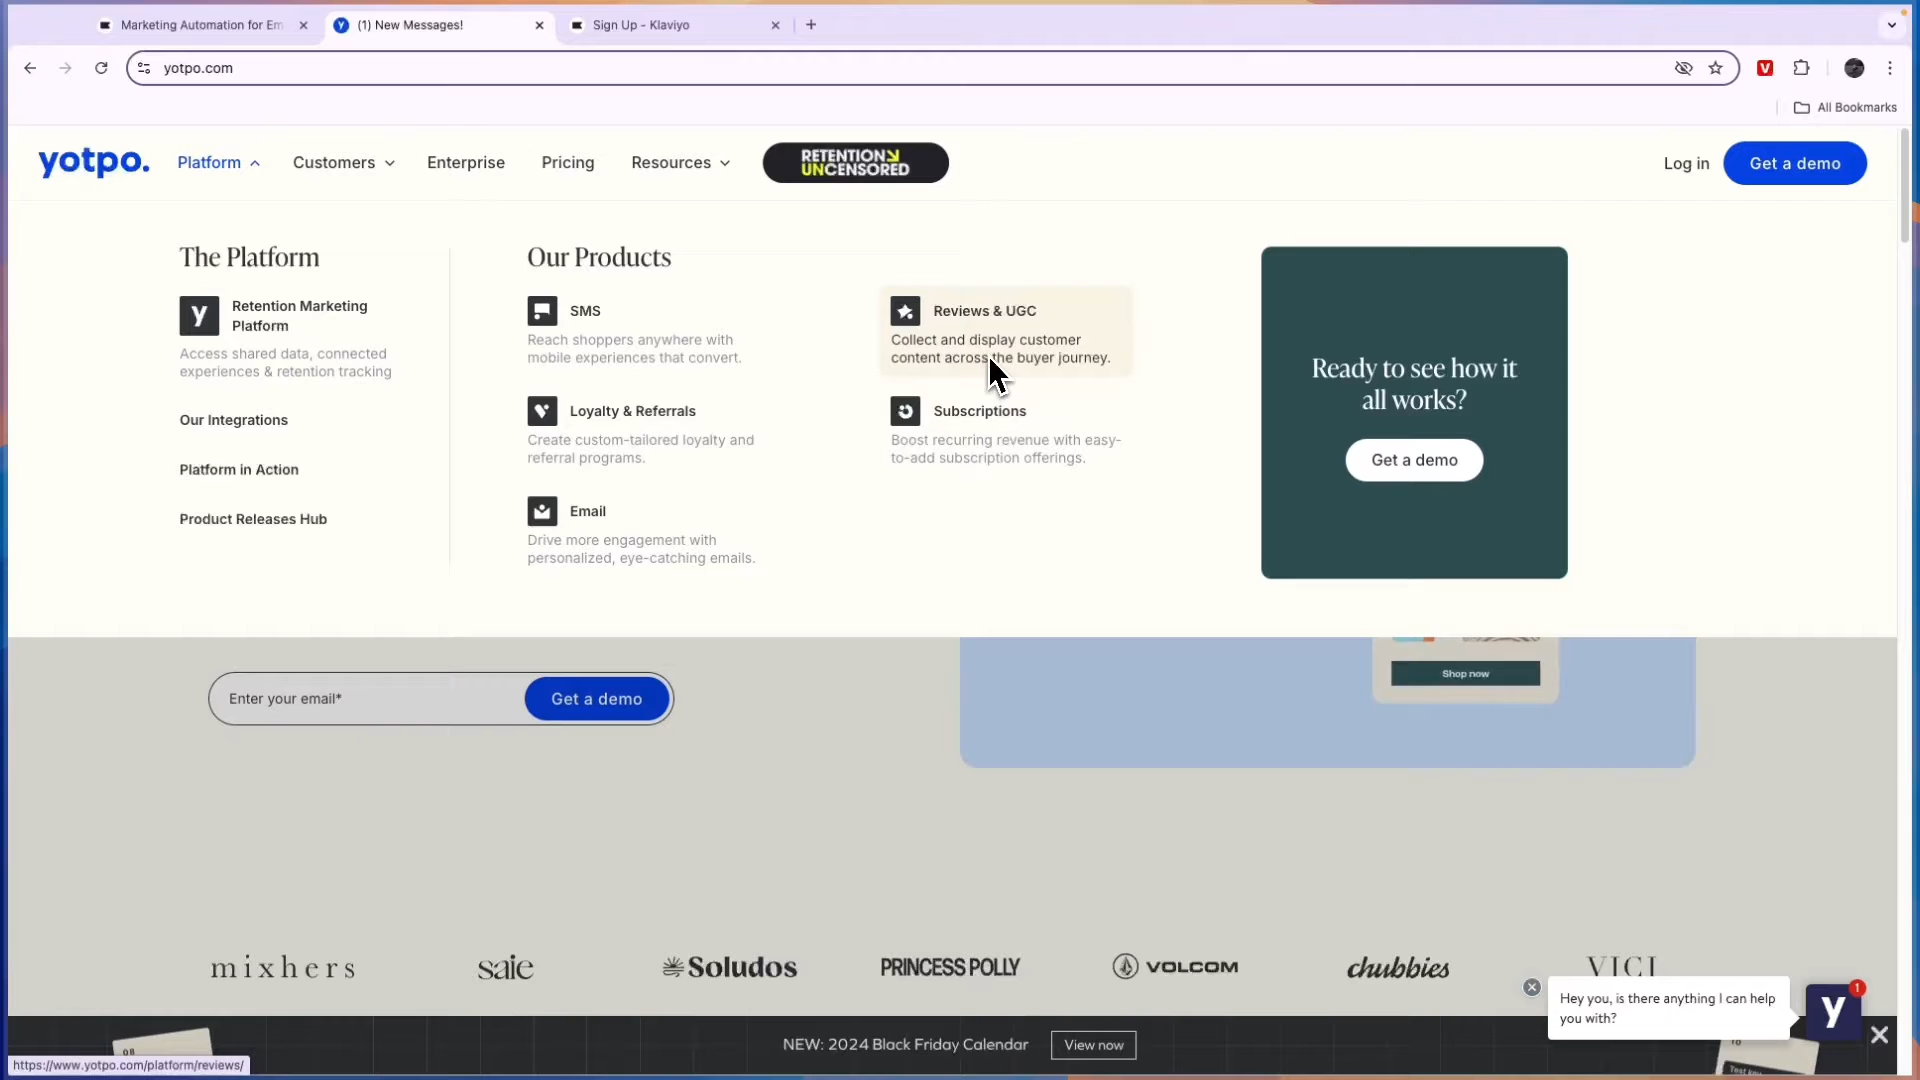 Marketing Automation for Em
(1) New Messages!
Sign Up - Klaviyo
yotpo.com
All Bookmarks
yotpo.
Platform
Customers
Enterprise
Pricing
Resources
RETENTION
UNCENSORED
Log in
Get a demo
The Platform
Retention Marketing
Platform
Access shared data, connected
experiences & retention tracking
Our Integrations
Platform in Action
Product Releases Hub
Our Products
SMS
Reach shoppers anywhere with
mobile experiences that convert.
Loyalty & Referrals
Create custom-tailored loyalty and
referral programs.
Email
Drive more engagement with
personalized, eye-catching emails.
Reviews & UGC
Collect and display customer
content across the buyer journey.
Subscriptions
Boost recurring revenue with easy-
to-add subscription offerings.
Ready to see how it
all works?
Get a demo
Shop now
Enter your email*
Get a demo
mixhers
saie
Soludos
PRINCESS POLLY
VOLCOM
chubbies
VICI
Hey you, is there anything I can help
you with?
y
1
NEW: 2024 Black Friday Calendar
View now
https://www.yotpo.com/platform/reviews/